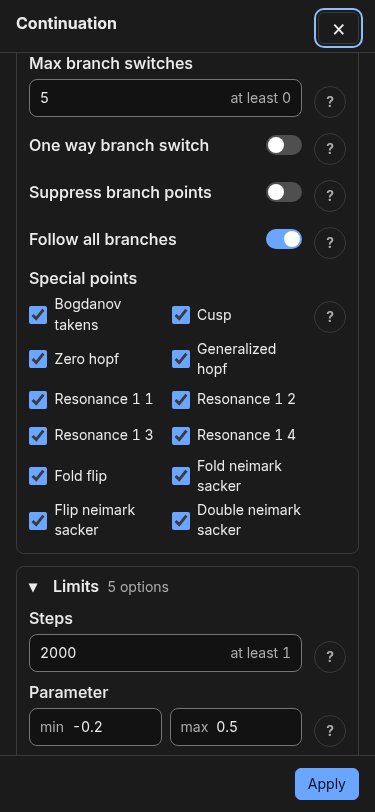 Continuation
Max branch switches
5 at least 0 ?
One way branch switch ?
Suppress branch points ?
Follow all branches ?
Special points
Bogdanov takens
Cusp ?
Zero hopf
Generalized hopf
Resonance 1 1
Resonance 1 2
Resonance 1 3
Resonance 1 4
Fold flip
Fold neimark sacker
Flip neimark sacker
Double neimark sacker
▼ Limits 5 options
Steps
2000 at least 1 ?
Parameter
min -0.2 max 0.5 ?
Apply